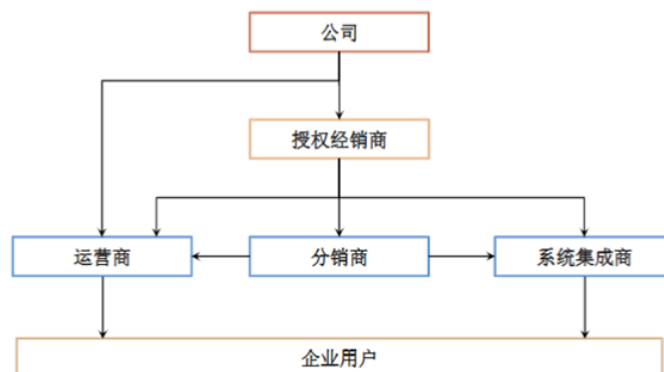 公司
授权经销商
运营商
分销商
系统集成商
企业用户